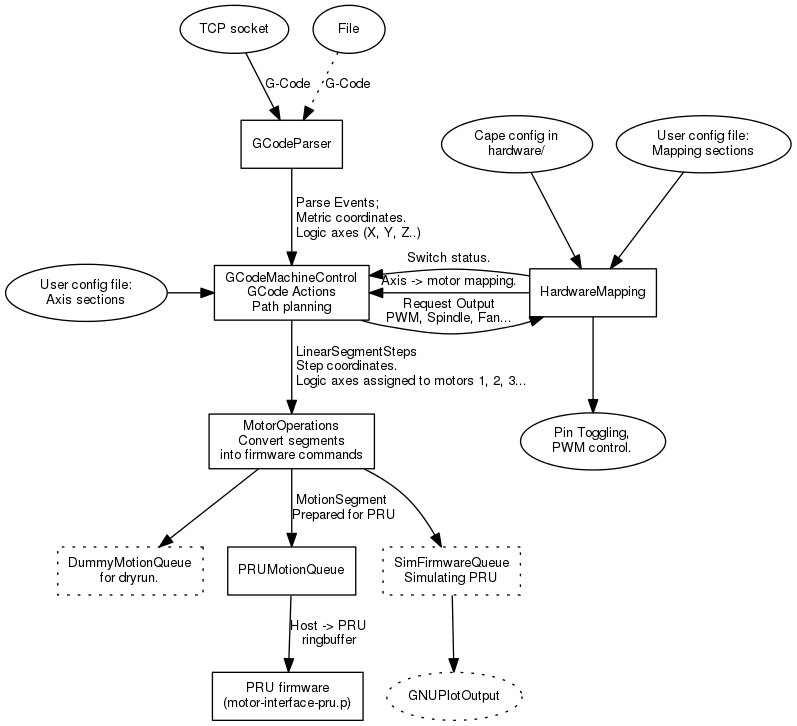 TCP socket
File
G-Code
G-Code
GCodeParser
Cape config in
hardware/
User config file:
Mapping sections
Parse Events;
Metric coordinates.
Logic axes (X, Y, Z..)
User config file:
Axis sections
GCodeMachineControl
GCode Actions
Path planning
Switch status.
Axis -> motor mapping.
Request Output
PWM, Spindle, Fan...
HardwareMapping
LinearSegmentSteps
Step coordinates.
Logic axes assigned to motors 1, 2, 3...
MotorOperations
Convert segments
into firmware commands
Pin Toggling,
PWM control.
MotionSegment
Prepared for PRU
DummyMotionQueue
for dryrun.
PRUMotionQueue
SimFirmwareQueue
Simulating PRU
Host -> PRU
ringbuffer
PRU firmware
(motor-interface-pru.p)
GNUPlotOutput